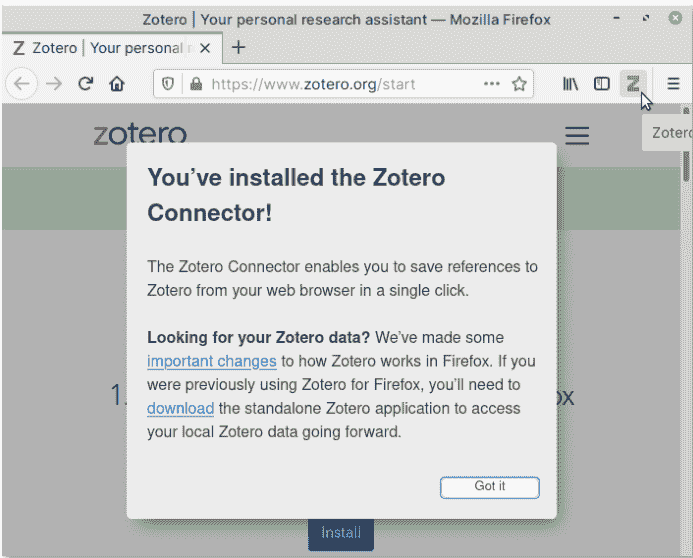 Zotero | Your personal research assistant — Mozilla Firefox
Z Zotero | Your personal
https://www.zotero.org/start
Z
zotero
Zotero
You've installed the Zotero
Connector!
The Zotero Connector enables you to save references to
Zotero from your web browser in a single click.
Looking for your Zotero data? We've made some
important changes to how Zotero works in Firefox. If you
were previously using Zotero for Firefox, you'll need to
download the standalone Zotero application to access
your local Zotero data going forward.
1.
ox
Got it
Install